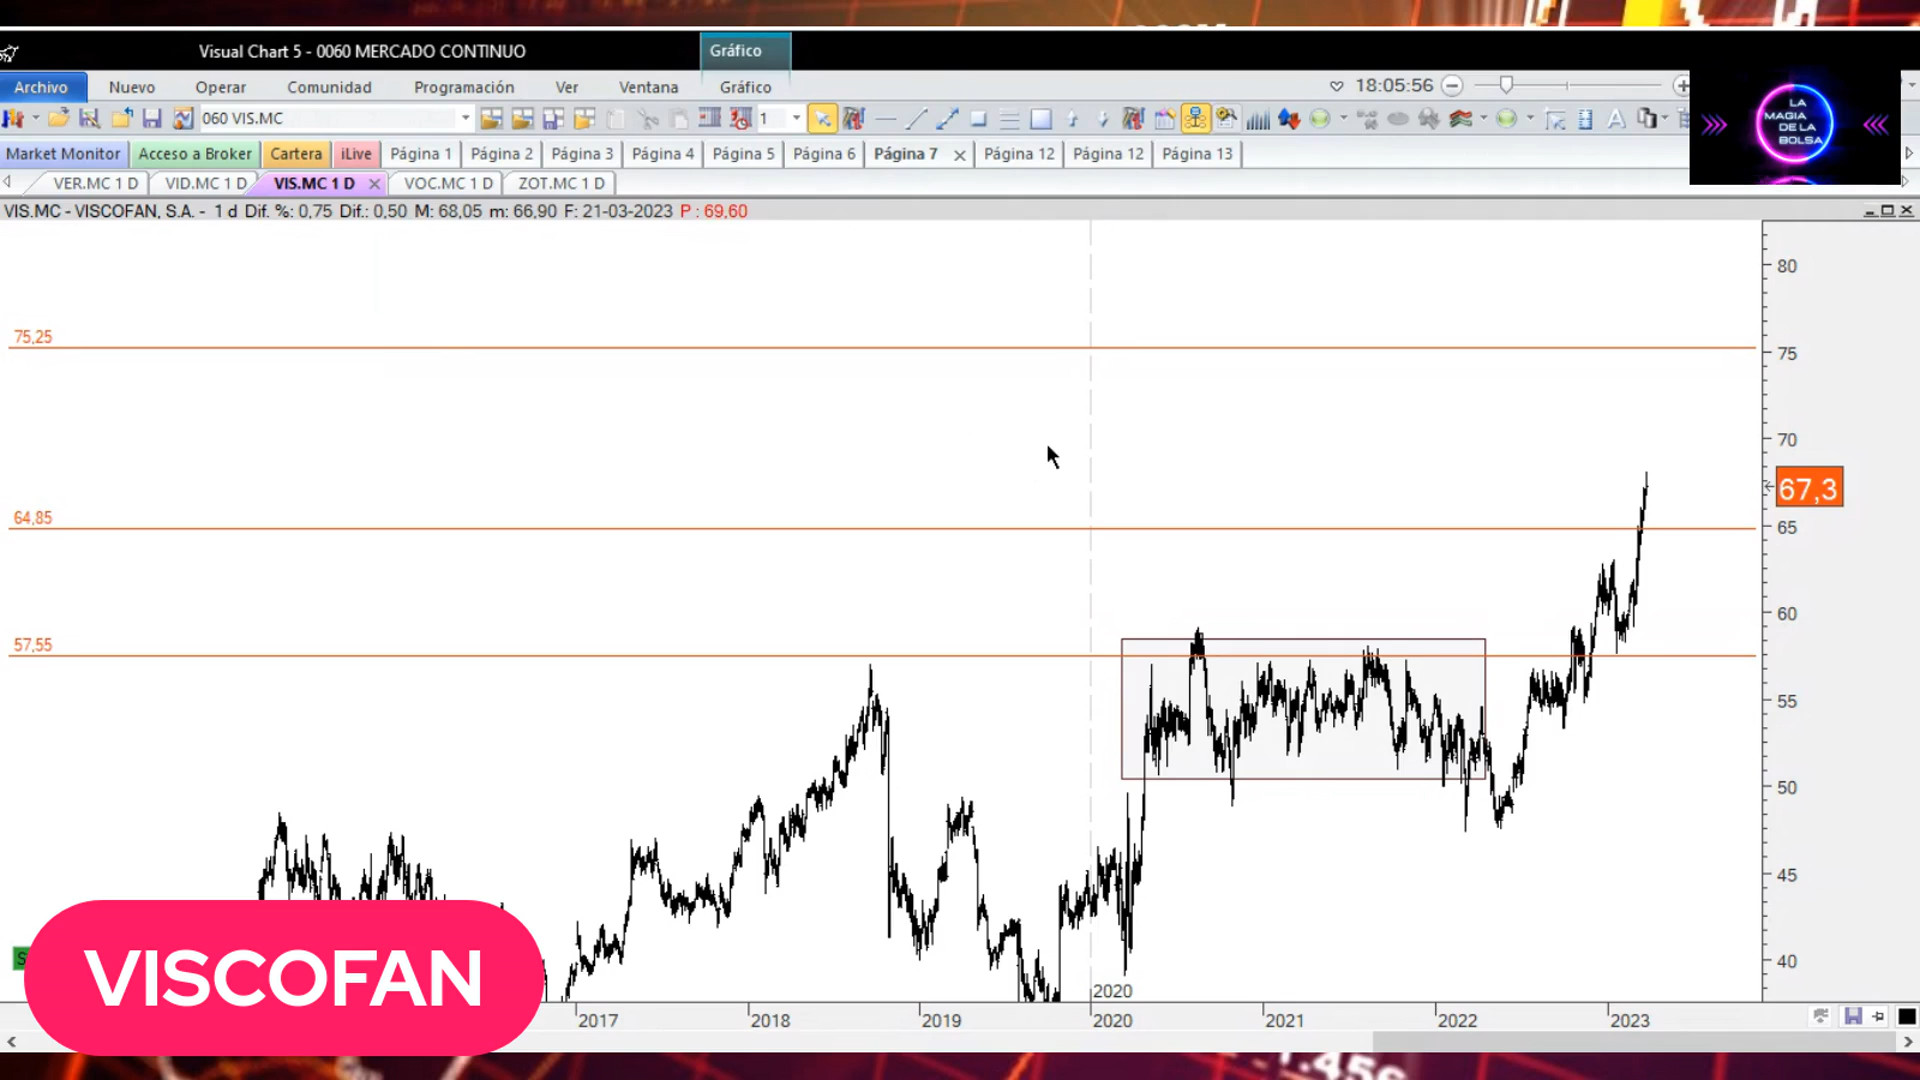 Visual Chart 5 - 0060 MERCADO CONTINUO
Gráfico
Archivo Nuevo Operar Comunidad Programación Ver Ventana Gráfico
18:05:56
LA
MAGIA
DE LA
BOLSA
060 VIS.MC
1
Market Monitor Acceso a Broker Cartera iLive Página 1 Página 2 Página 3 Página 4 Página 5 Página 6 Página 7 Página 12 Página 12 Página 13
VER.MC 1 D VID.MC 1 D VIS.MC 1 D VOC.MC 1 D ZOT.MC 1 D
VIS.MC - VISCOFAN, S.A. - 1 d Dif. %: 0,75 Dif.: 0,50 M: 68,05 m: 66,90 F: 21-03-2023 P : 69,60
80
75,25
75
70
67,3
64,85
65
60
57,55
55
50
45
40
S
VISCOFAN
2020
2017 2018 2019 2020 2021 2022 2023